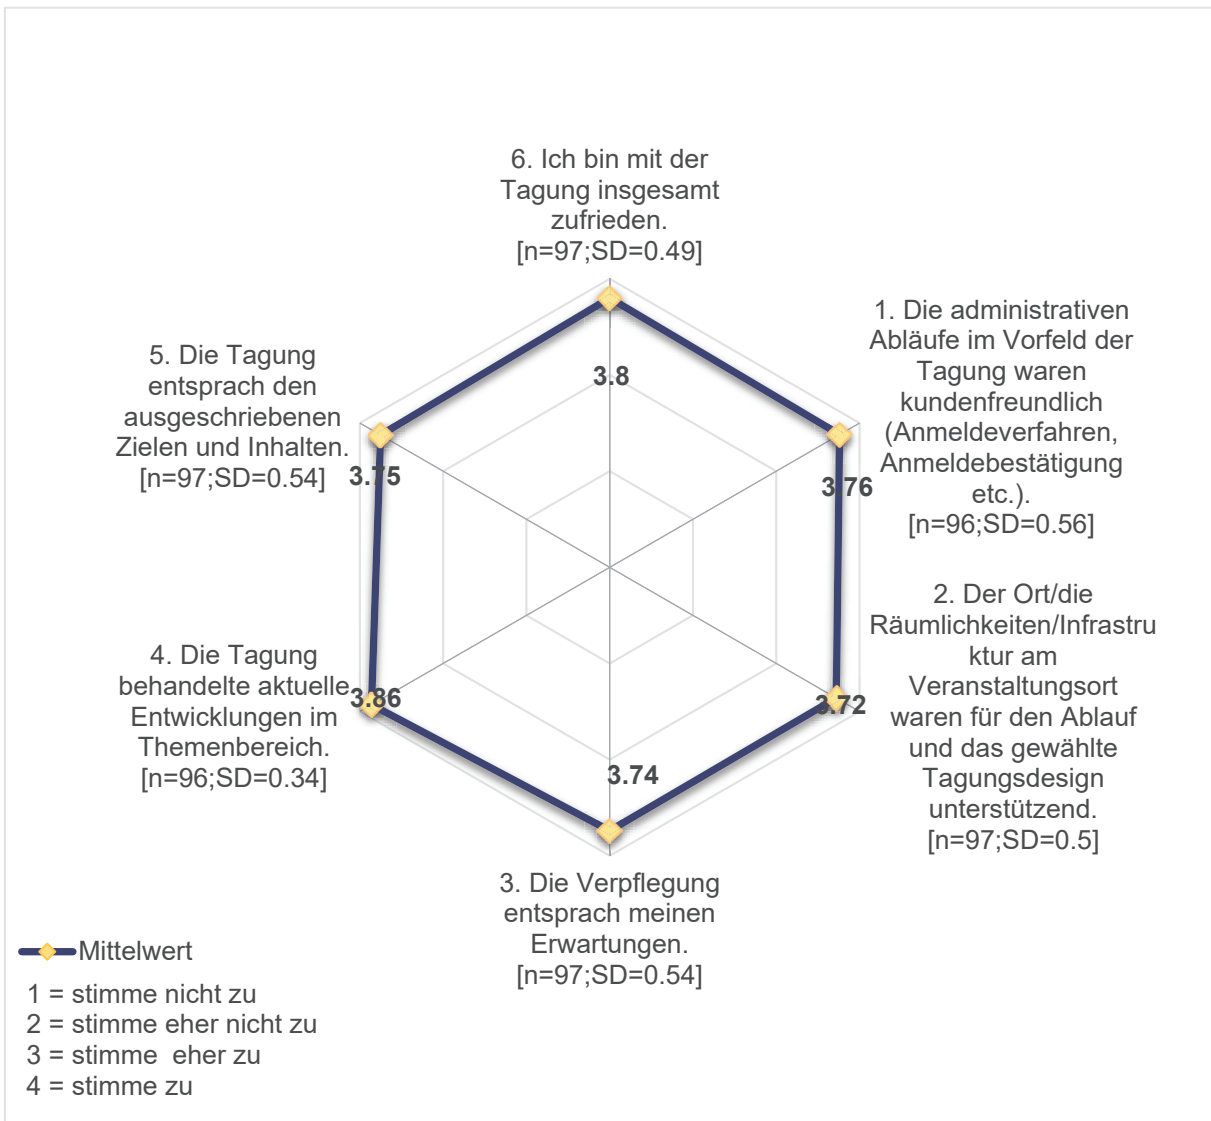 6. Ich bin mit der
Tagung insgesamt
zufrieden.
[n=97;SD=0.49]
3.8
1. Die administrativen
Abläufe im Vorfeld der
Tagung waren
kundenfreundlich
(Anmeldeverfahren,
Anmeldebestätigung
etc.).
[n=96;SD=0.56]
3.76
2. Der Ort/die
Räumlichkeiten/Infrastru
ktur am
Veranstaltungsort
waren für den Ablauf
und das gewählte
Tagungsdesign
unterstützend.
[n=97;SD=0.5]
3.72
3.74
3. Die Verpflegung
entsprach meinen
Erwartungen.
[n=97;SD=0.54]
4. Die Tagung
behandelte aktuelle
Entwicklungen im
Themenbereich.
[n=96;SD=0.34]
3.86
5. Die Tagung
entsprach den
ausgeschriebenen
Zielen und Inhalten.
[n=97;SD=0.54]
3.75
Mittelwert
1 = stimme nicht zu
2 = stimme eher nicht zu
3 = stimme  eher zu
4 = stimme zu